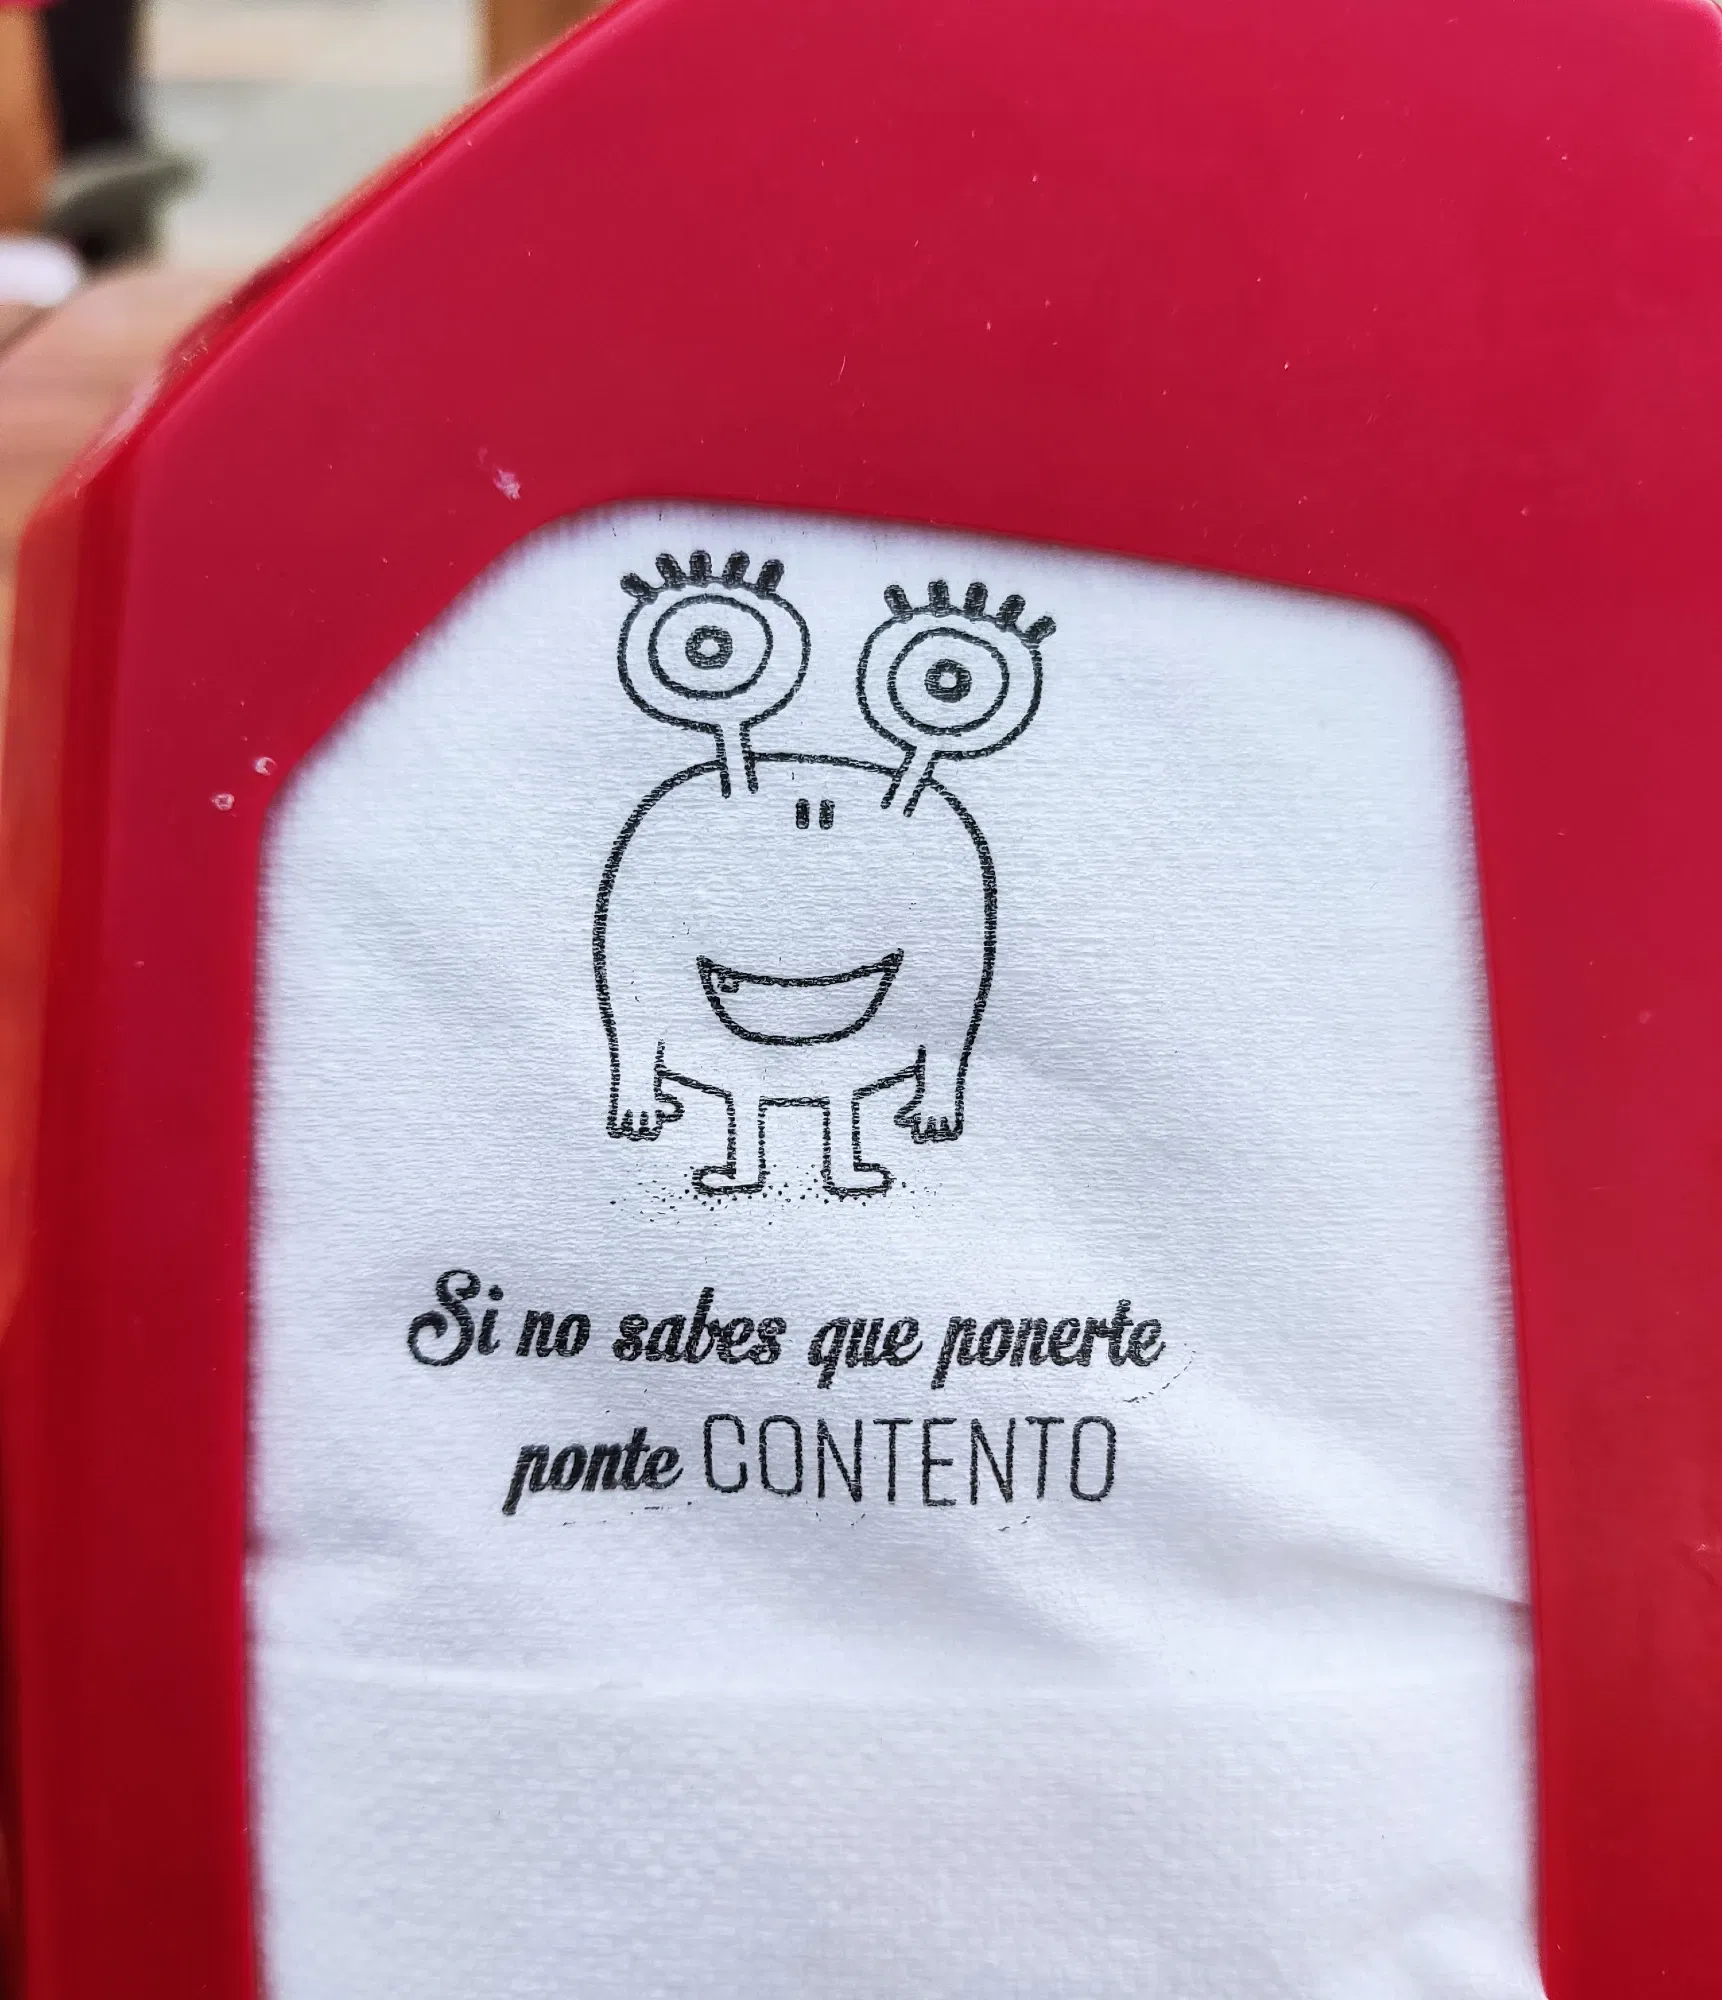 Si no sabes que ponerte
ponte CONTENTO